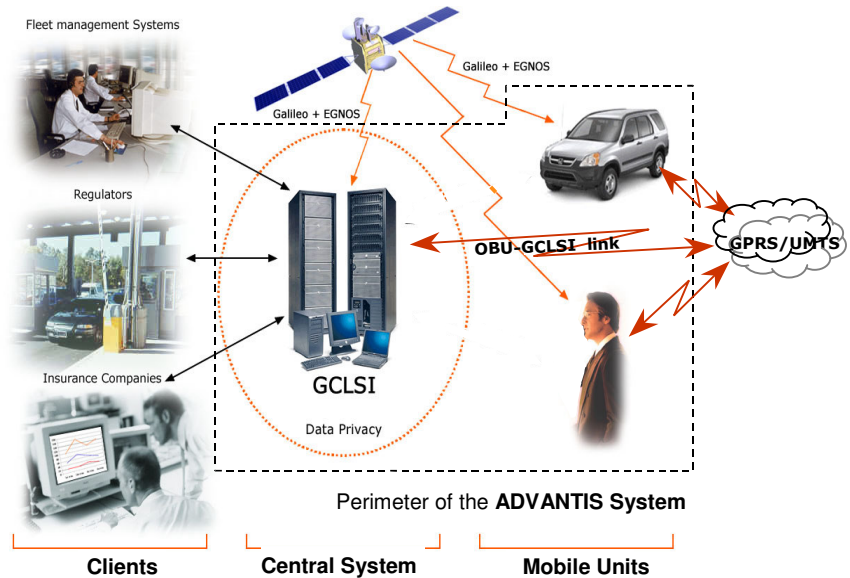 Fleet management Systems
Galileo + EGNOS
Galileo + EGNOS
Regulators
OBU-GCLSI link
GPRS/UMTS
Insurance Companies
GCLSI
Data Privacy
Perimeter of the ADVANTIS System
Clients
Central System
Mobile Units